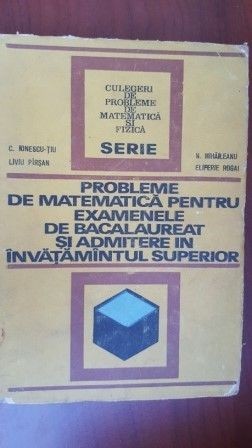 CULEGERI
DE
PROBLEME
DE
MATEMATICĂ
ȘI
FIZICĂ
SERIE
C. IONESCU-ȚIU
LIVIU PÎRȘAN
N. MIHĂILEANU
ELIFERIE ROGAI
PROBLEME
DE MATEMATICĂ PENTRU
EXAMENELE
DE BACALAUREAT
ȘI ADMITERE IN
ÎNVĂȚĂMÎNTUL SUPERIOR